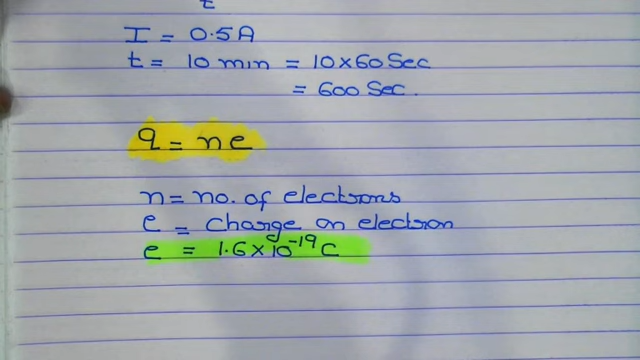 t
I = 0.5A
t = 10 min = 10×60 Sec
= 600 Sec.
q = ne
n = no. of electrons
e = charge on electron
e = 1.6×10⁻¹⁹C